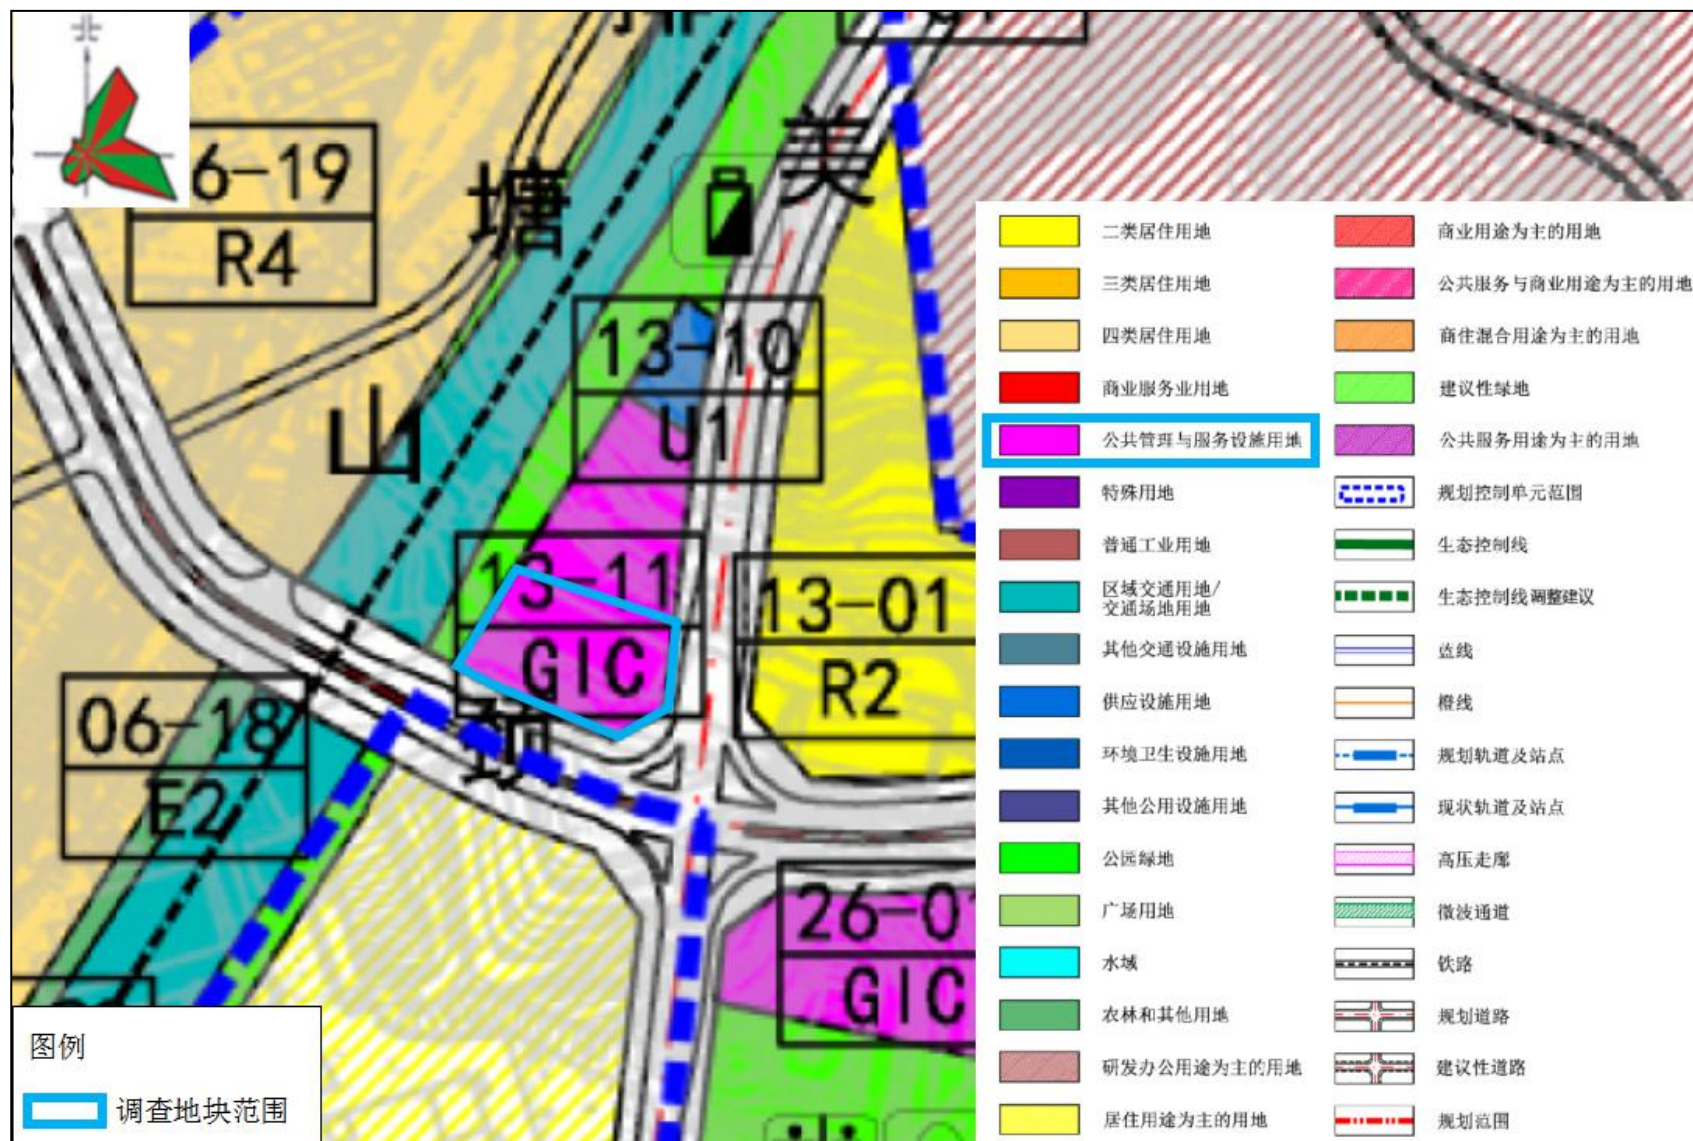 北
6-19
R4
塘
美
13-10
U1
山
13-11
GIC
13-01
R2
06-18
E2
坝
26-01
GIC
二类居住用地
三类居住用地
四类居住用地
商业服务业用地
公共管理与服务设施用地
特殊用地
普通工业用地
区域交通用地/
交通场地用地
其他交通设施用地
供应设施用地
环境卫生设施用地
其他公用设施用地
公园绿地
广场用地
水域
农林和其他用地
研发办公用途为主的用地
居住用途为主的用地
商业用途为主的用地
公共服务与商业用途为主的用地
商住混合用途为主的用地
建议性绿地
公共服务用途为主的用地
规划控制单元范围
生态控制线
生态控制线调整建议
蓝线
橙线
规划轨道及站点
现状轨道及站点
高压走廊
微波通道
铁路
规划道路
建议性道路
规划范围
图例
调查地块范围